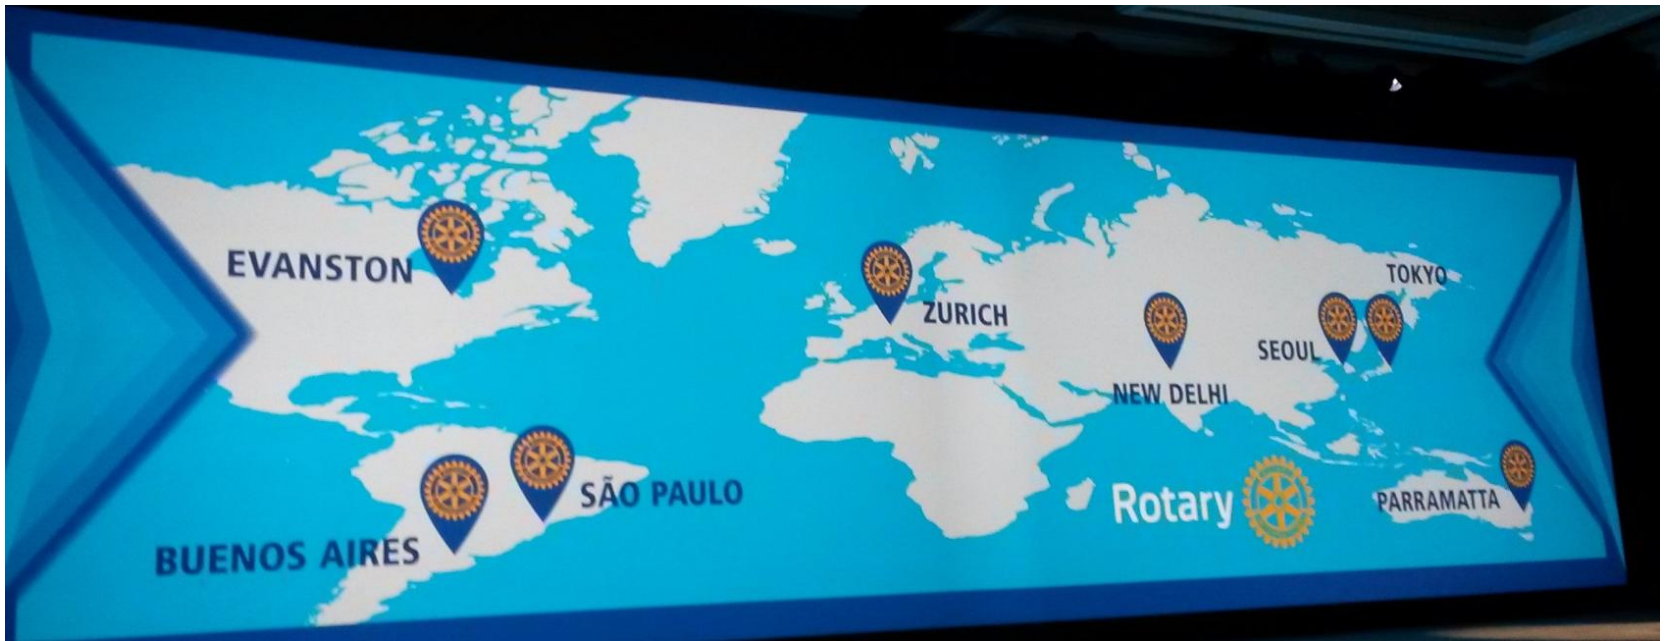 EVANSTON
TOKYO
ZURICH
SEOUL
NEW DELHI
SÃO PAULO
Rotary
PARRAMATTA
BUENOS AIRES